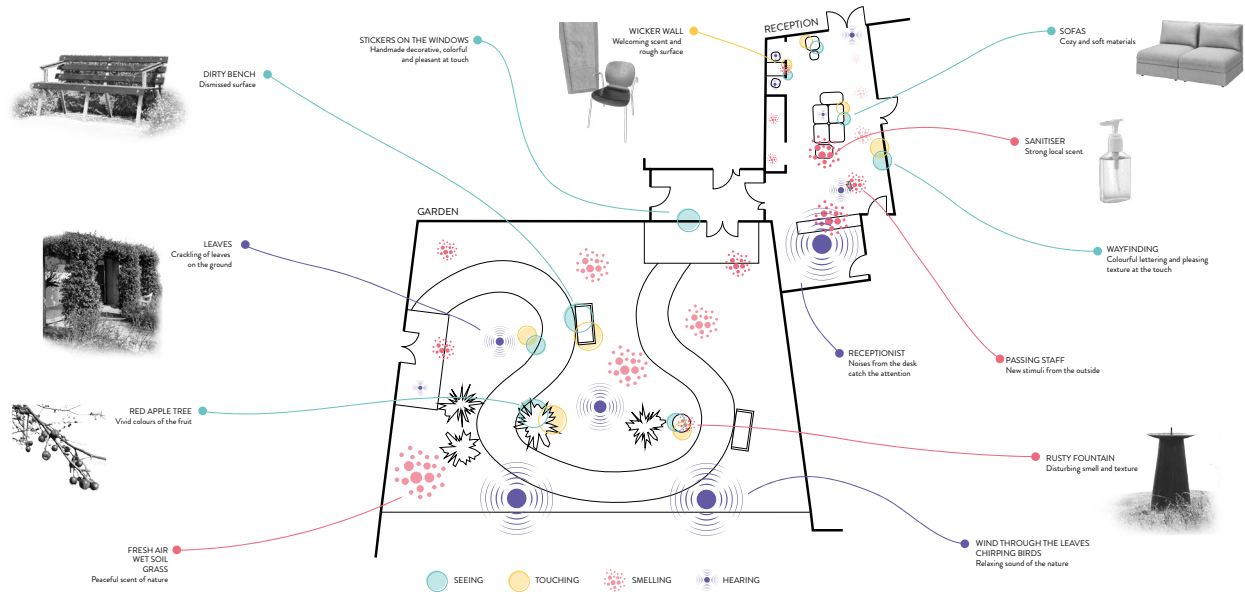 RECEPTION
WICKER WALL
Welcoming scent and
rough surface
SOFAS
Cozy and soft materials
STICKERS ON THE WINDOWS
Handmade decorative, colorful
and pleasant at touch
DIRTY BENCH
Dismissed surface
SANITISER
Strong local scent
GARDEN
LEAVES
Crackling of leaves
on the ground
WAYFINDING
Colourful lettering and pleasing
texture at the touch
RECEPTIONIST
Noises from the desk
catch the attention
PASSING STAFF
New stimuli from the outside
RED APPLE TREE
Vivid colours of the fruit
RUSTY FOUNTAIN
Disturbing smell and texture
FRESH AIR
WET SOIL
GRASS
Peaceful scent of nature
WIND THROUGH THE LEAVES
CHIRPING BIRDS
Relaxing sound of the nature
SEEING
TOUCHING
SMELLING
HEARING